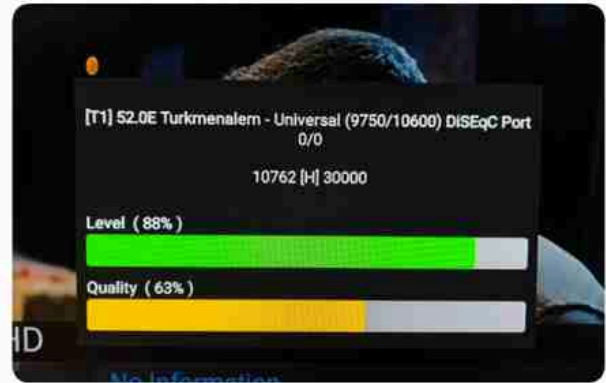 [T1] 52.0E Turkmenalem - Universal (9750/10600) DiSEqC Port
0/0
10762 [H] 30000
Level ( 88% )
Quality ( 63% )
HD
No Information